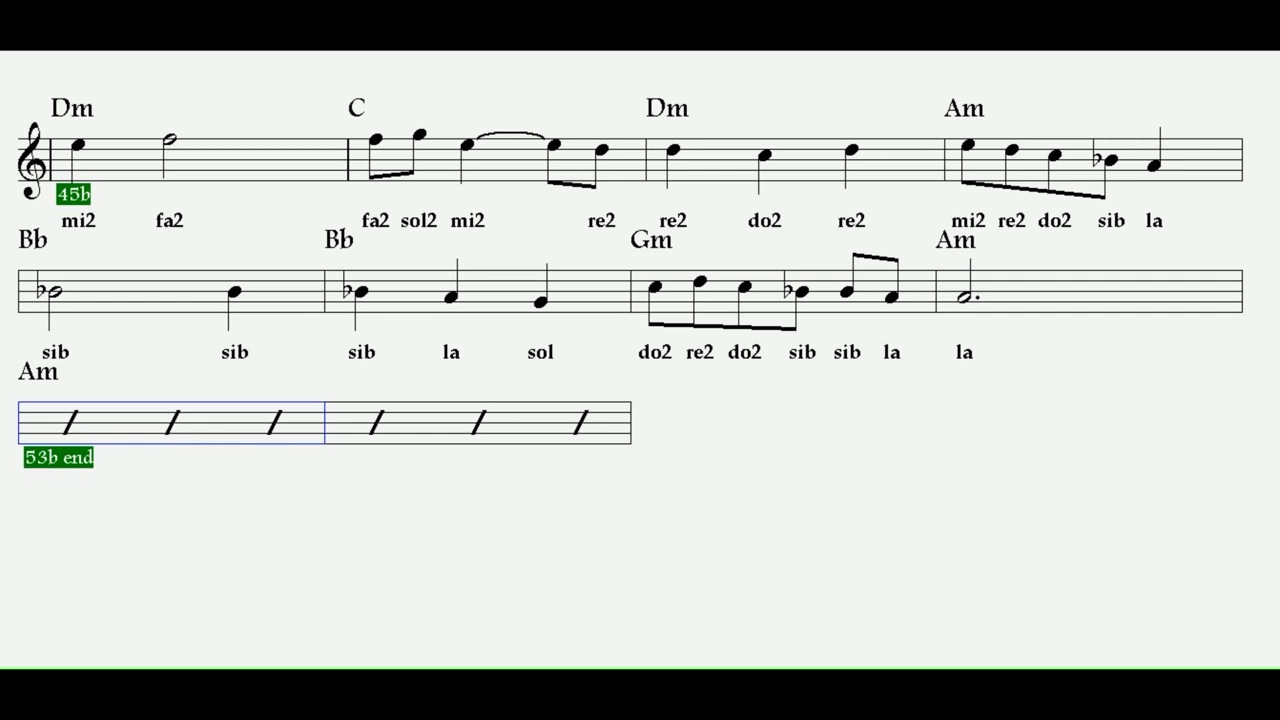 Dm C Dm Am
45b
mi2 fa2 fa2 sol2 mi2 re2 re2 do2 re2 mi2 re2 do2 sib la
Bb Bb Gm Am
sib sib sib la sol do2 re2 do2 sib sib la la
Am
53b end